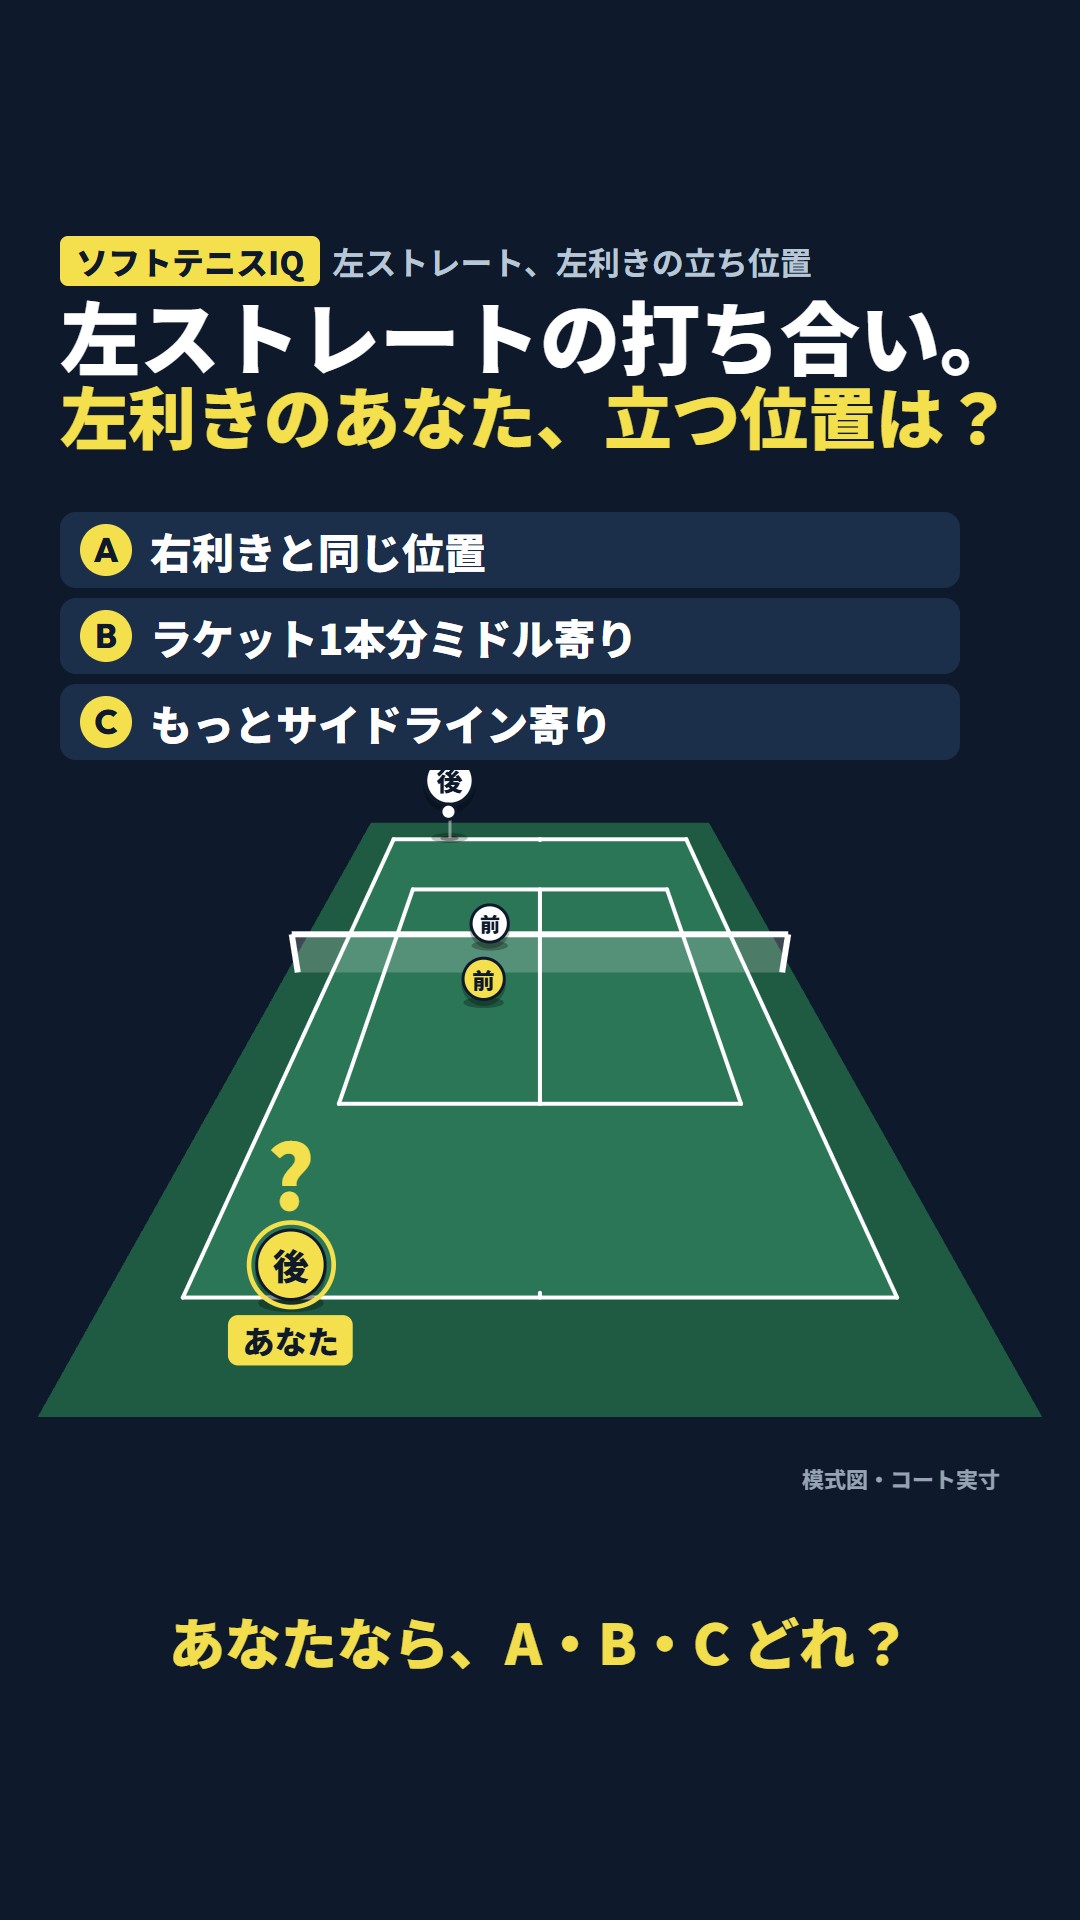 ソフトテニスIQ 左ストレート、左利きの立ち位置
左ストレートの打ち合い。
左利きのあなた、立つ位置は？
A 右利きと同じ位置
B ラケット1本分ミドル寄り
C もっとサイドライン寄り
後
前
前
?
後
あなた
模式図・コート実寸
あなたなら、A・B・C どれ？